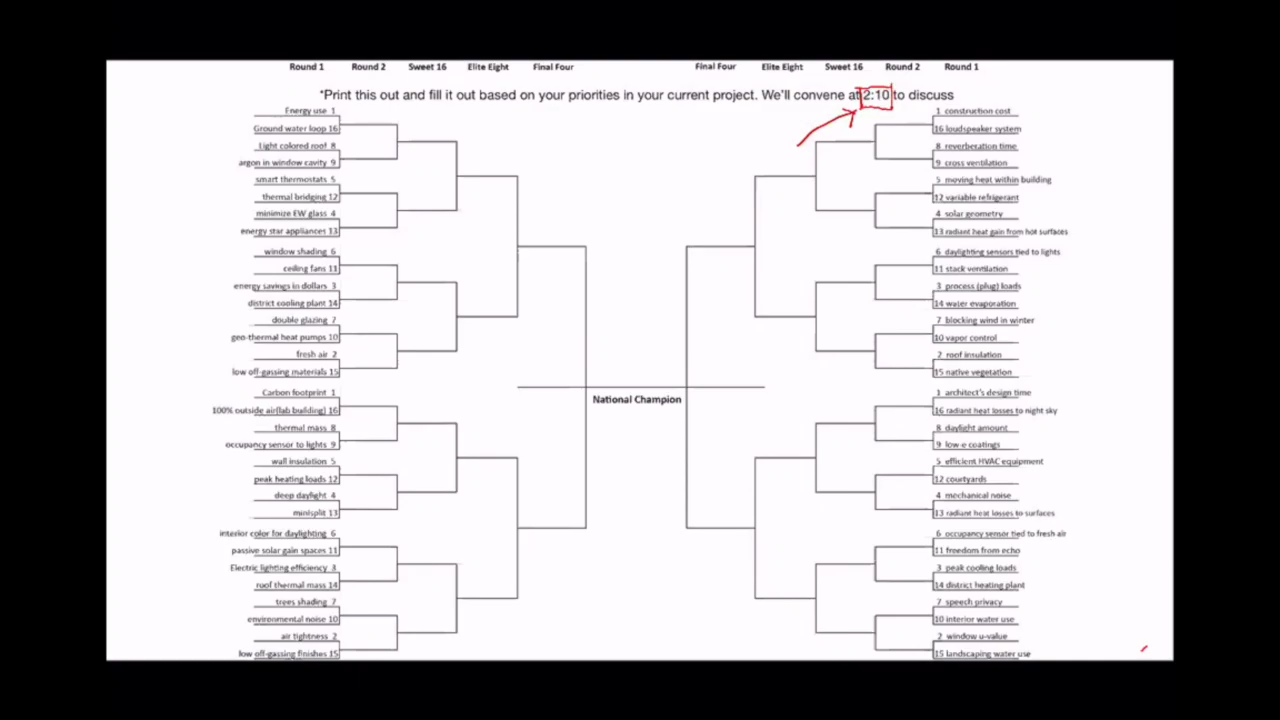 Round 1 Round 2 Sweet 16 Elite Eight Final Four Final Four Elite Eight Sweet 16 Round 2 Round 1
*Print this out and fill it out based on your priorities in your current project. We'll convene at 2:10 to discuss
Energy use 1
Ground water loop 16
Light colored roof 8
argon in window cavity 9
smart thermostats 5
thermal bridging 12
minimize EW glass 4
energy star appliances 13
window shading 6
ceiling fans 11
energy savings in dollars 3
district cooling plant 14
double glazing 7
geo-thermal heat pumps 10
fresh air 2
low off-gassing materials 15
Carbon footprint 1
100% outside air(lab building) 16
thermal mass 8
occupancy sensor to lights 9
wall insulation 5
peak heating loads 12
deep daylight 4
minisplit 13
interior color for daylighting 6
passive solar gain spaces 11
Electric lighting efficiency 3
roof thermal mass 14
trees shading 7
environmental noise 10
air tightness 2
low off-gassing finishes 15
National Champion
1 construction cost
16 loudspeaker system
8 reverberation time
9 cross ventilation
5 moving heat within building
12 variable refrigerant
4 solar geometry
13 radiant heat gain from hot surfaces
6 daylighting sensors tied to lights
11 stack ventilation
3 process (plug) loads
14 water evaporation
7 blocking wind in winter
10 vapor control
2 roof insulation
15 native vegetation
1 architect's design time
16 radiant heat losses to night sky
8 daylight amount
9 low-e coatings
5 efficient HVAC equipment
12 courtyards
4 mechanical noise
13 radiant heat losses to surfaces
6 occupancy sensor tied to fresh air
11 freedom from echo
3 peak cooling loads
14 district heating plant
7 speech privacy
10 interior water use
2 window u-value
15 landscaping water use